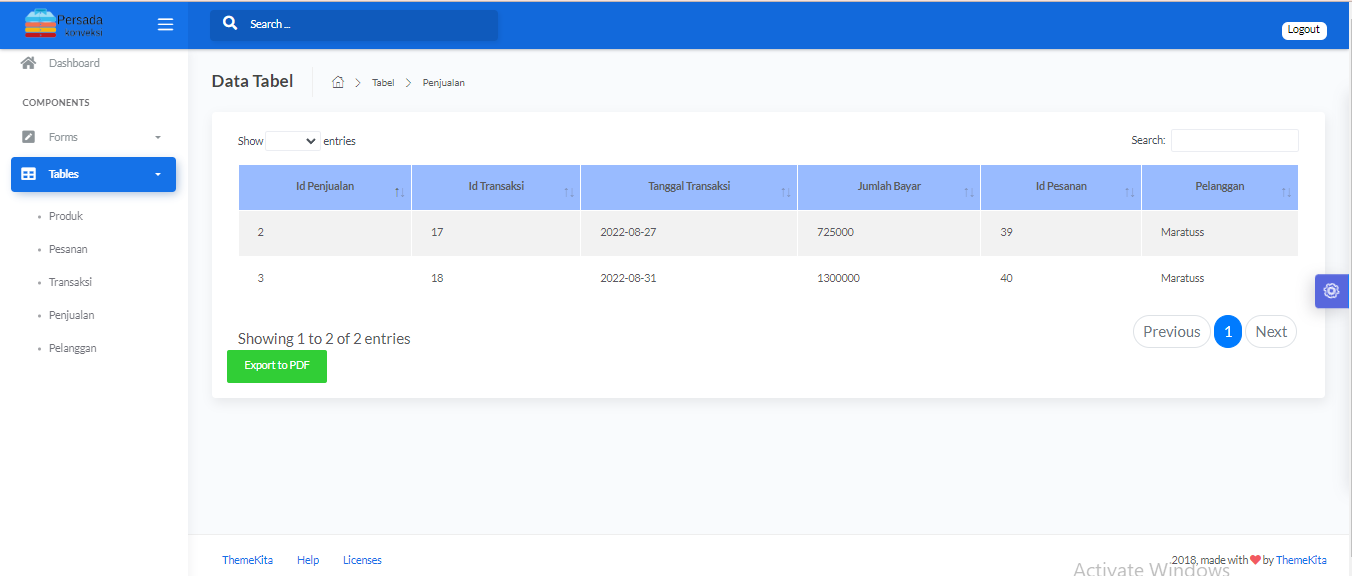 Persada
konveksi
Search ...
Logout
Dashboard
COMPONENTS
Forms
Tables
Produk
Pesanan
Transaksi
Penjualan
Pelanggan
Data Tabel
Tabel
Penjualan
Show entries
Search:
Id Penjualan Id Transaksi Tanggal Transaksi Jumlah Bayar Id Pesanan Pelanggan
2 17 2022-08-27 725000 39 Maratuss
3 18 2022-08-31 1300000 40 Maratuss
Showing 1 to 2 of 2 entries
Previous 1 Next
Export to PDF
ThemeKita Help Licenses
2018, made with by ThemeKita
Activate Windows